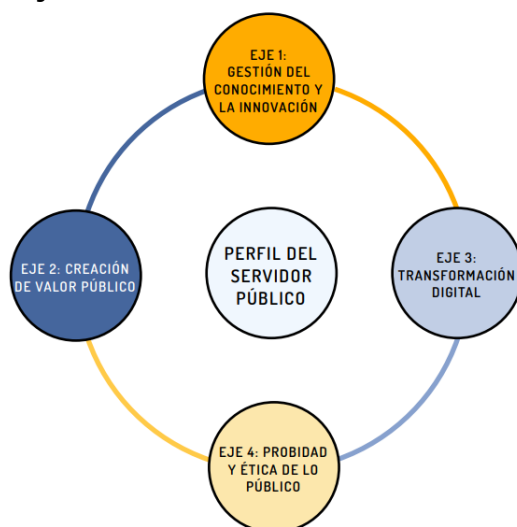 EJE 1:
GESTIÓN DEL
CONOCIMIENTO Y
LA INNOVACIÓN
EJE 2: CREACIÓN
DE VALOR PÚBLICO
PERFIL DEL
SERVIDOR
PÚBLICO
EJE 3:
TRANSFORMACIÓN
DIGITAL
EJE 4: PROBIDAD
Y ÉTICA DE LO
PÚBLICO